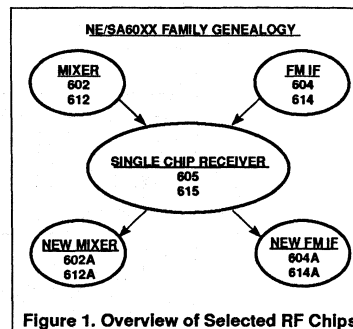 NE/SA60XX FAMILY GENEALOGY
MIXER
602
612
FM IF
604
614
SINGLE CHIP RECEIVER
605
615
NEW MIXER
602A
612A
NEW FM IF
604A
614A
Figure 1. Overview of Selected RF Chips